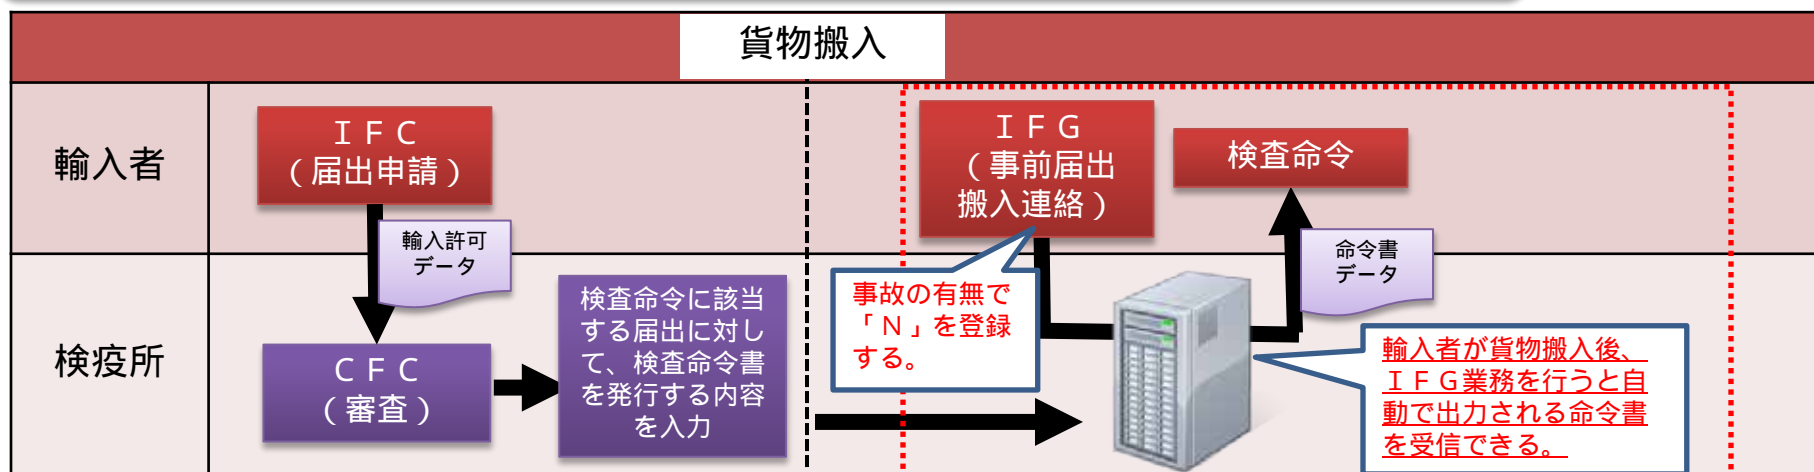 貨物搬入
輸入者
ＩＦＣ
（届出申請）
輸入許可
データ
ＩＦＧ
（事前届出
搬入連絡）
検査命令
命令書
データ
検疫所
ＣＦＣ
（審査）
検査命令に該当
する届出に対し
て、検査命令書
を発行する内容
を入力
事故の有無で
「Ｎ」を登録
する。
輸入者が貨物搬入後、
ＩＦＧ業務を行うと自
動で出力される命令書
を受信できる。